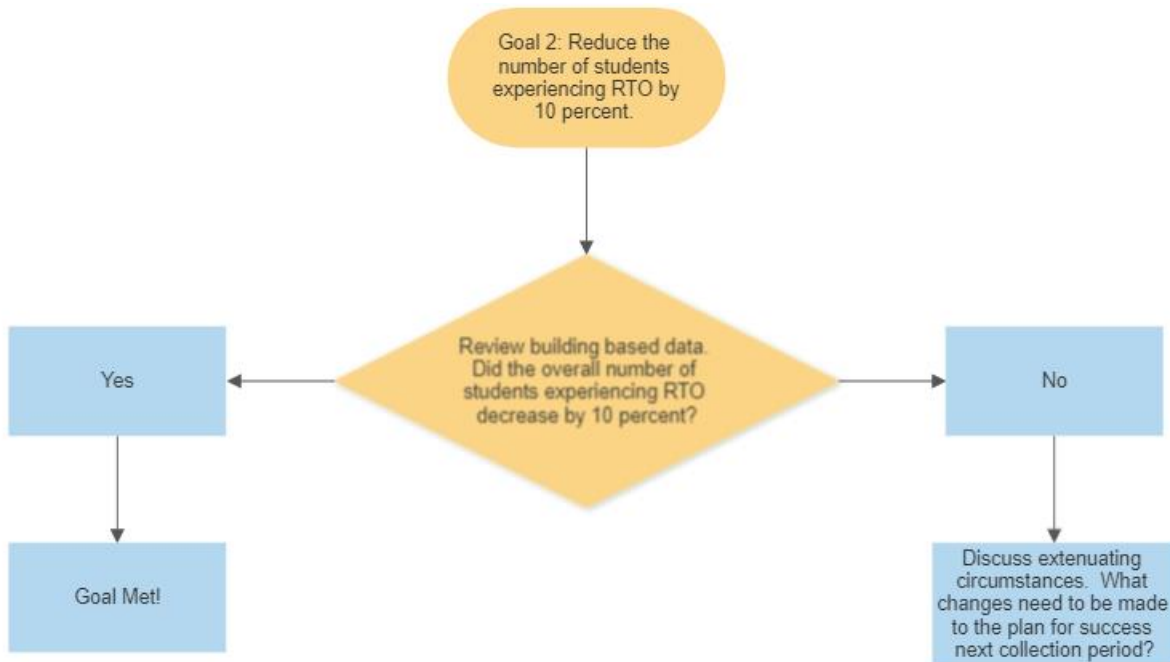 Goal 2: Reduce the
number of students
experiencing RTO by
10 percent.
Review building based data.
Did the overall number of
students experiencing RTO
decrease by 10 percent?
Yes
No
Goal Met!
Discuss extenuating
circumstances.  What
changes need to be made
to the plan for success
next collection period?